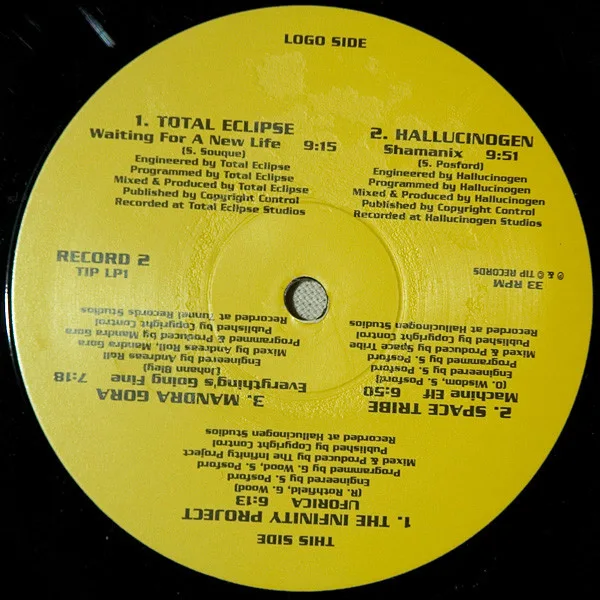 LOGO SIDE
1. TOTAL ECLIPSE
Waiting For A New Life 9:15
(S. Souque)
Engineered by Total Eclipse
Programmed by Total Eclipse
Mixed & Produced by Total Eclipse
Published by Copyright Control
Recorded at Total Eclipse Studios
2. HALLUCINOGEN
Shamanix 9:51
(S. Posford)
Engineered by Hallucinogen
Programmed by Hallucinogen
Mixed & Produced by Hallucinogen
Published by Copyright Control
Recorded at Hallucinogen Studios
RECORD 2
TIP LP1
33 RPM
℗ & © TIP RECORDS
THIS SIDE
1. THE INFINITY PROJECT
UFORICA 6:13
(R. Rothfield, G. Wood)
Engineered by S. Posford
Programmed by G. Wood, S. Posford
Mixed & Produced by The Infinity Project
Published by Copyright Control
Recorded at Hallucinogen Studios
2. SPACE TRIBE
Machine Elf 6:50
(O. Wisdom, S. Posford)
Engineered by S. Posford
Programmed by S. Posford
Mixed & Produced by Space Tribe
Published by Copyright Control
Recorded at Hallucinogen Studios
3. MANDRA GORA
Everything's Going Fine 7:18
(Johann Bley)
Engineered by Andreas Roll
Mixed by Andreas Roll, Mandra Gora
Programmed & Produced by Mandra Gora
Published by Copyright Control
Recorded at Tunnel Records Studios